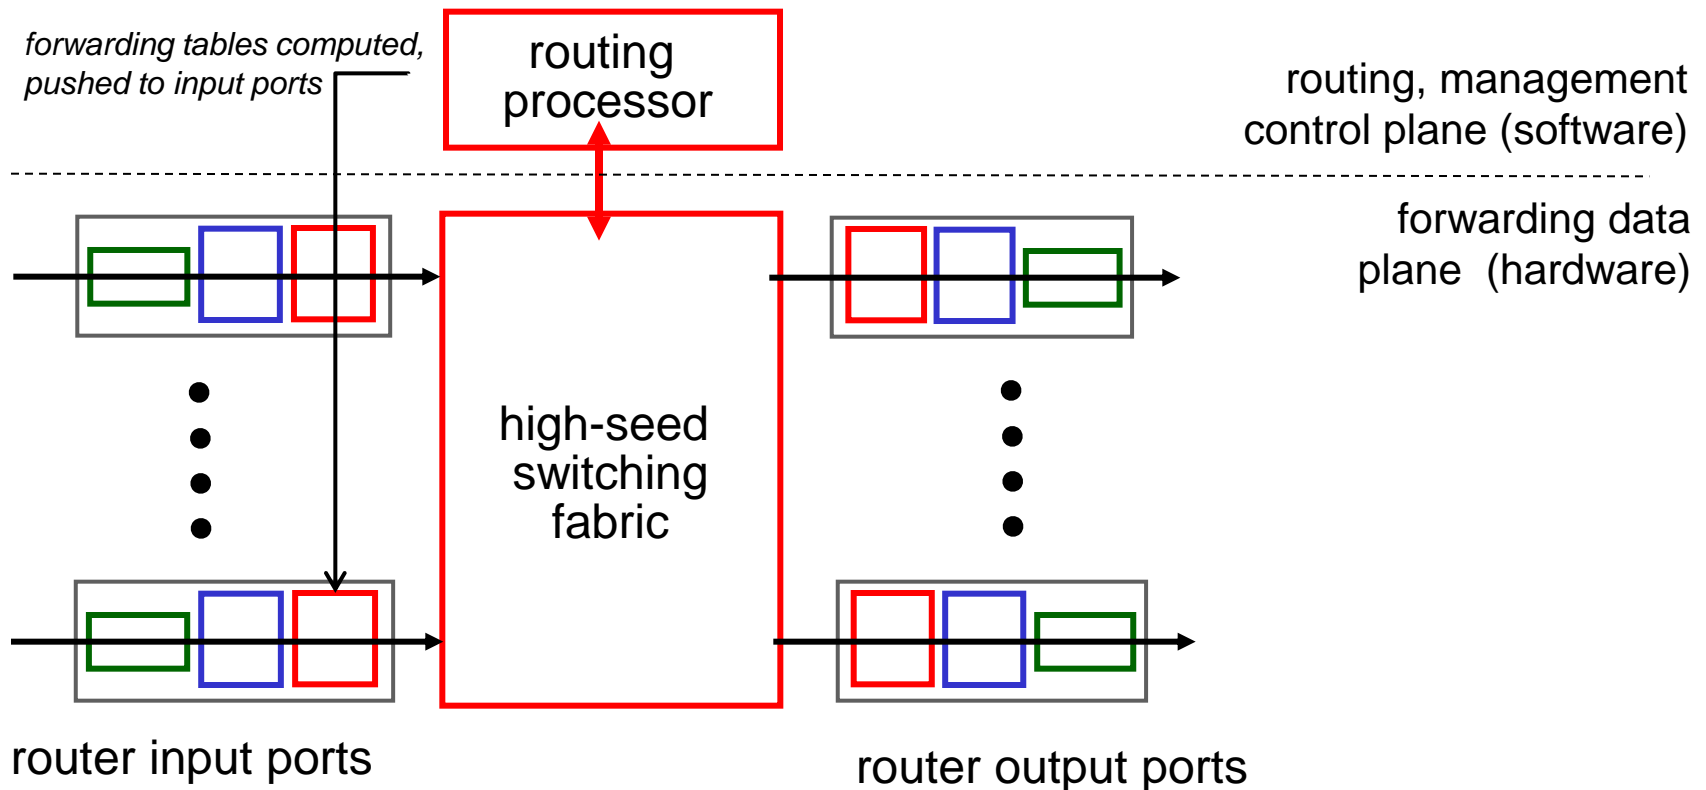 forwarding tables computed,
pushed to input ports
routing
processor
routing, management
control plane (software)
forwarding data
plane (hardware)
high-seed
switching
fabric
router input ports
router output ports